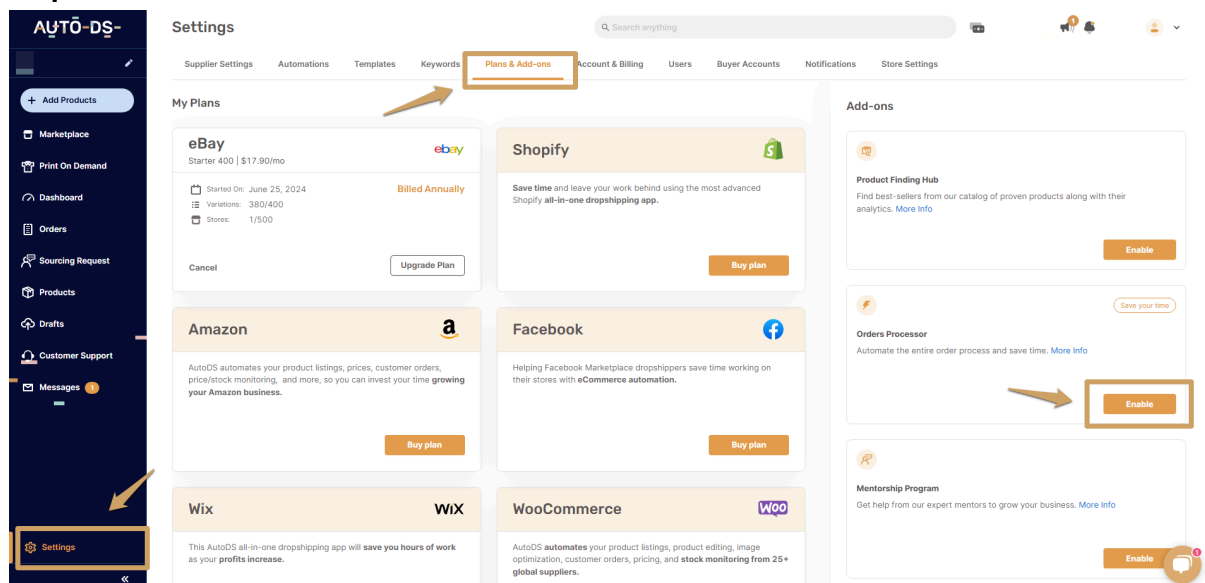 AUTO-DS-
Settings
Search anything
Supplier Settings
Automations
Templates
Keywords
Plans & Add-ons
Account & Billing
Users
Buyer Accounts
Notifications
Store Settings
+ Add Products
Marketplace
Print On Demand
Dashboard
Orders
Sourcing Request
Products
Drafts
Customer Support
Messages 1
Settings
«
My Plans
eBay
Starter 400 | $17.90/mo
ebay
Started On: June 25, 2024
Billed Annually
Variations: 380/400
Stores: 1/500
Cancel
Upgrade Plan
Shopify
Save time and leave your work behind using the most advanced
Shopify all-in-one dropshipping app.
Buy plan
Amazon
a
AutoDS automates your product listings, prices, customer orders,
price/stock monitoring, and more, so you can invest your time growing
your Amazon business.
Buy plan
Facebook
Helping Facebook Marketplace dropshippers save time working on
their stores with eCommerce automation.
Buy plan
Wix
WiX
This AutoDS all-in-one dropshipping app will save you hours of work
as your profits increase.
WooCommerce
Woo
AutoDS automates your product listings, product editing, image
optimization, customer orders, pricing, and stock monitoring from 25+
global suppliers.
Add-ons
Product Finding Hub
Find best-sellers from our catalog of proven products along with their
analytics. More Info
Enable
Save your time
Orders Processor
Automate the entire order process and save time. More Info
Enable
Mentorship Program
Get help from our expert mentors to grow your business. More Info
Enable
1